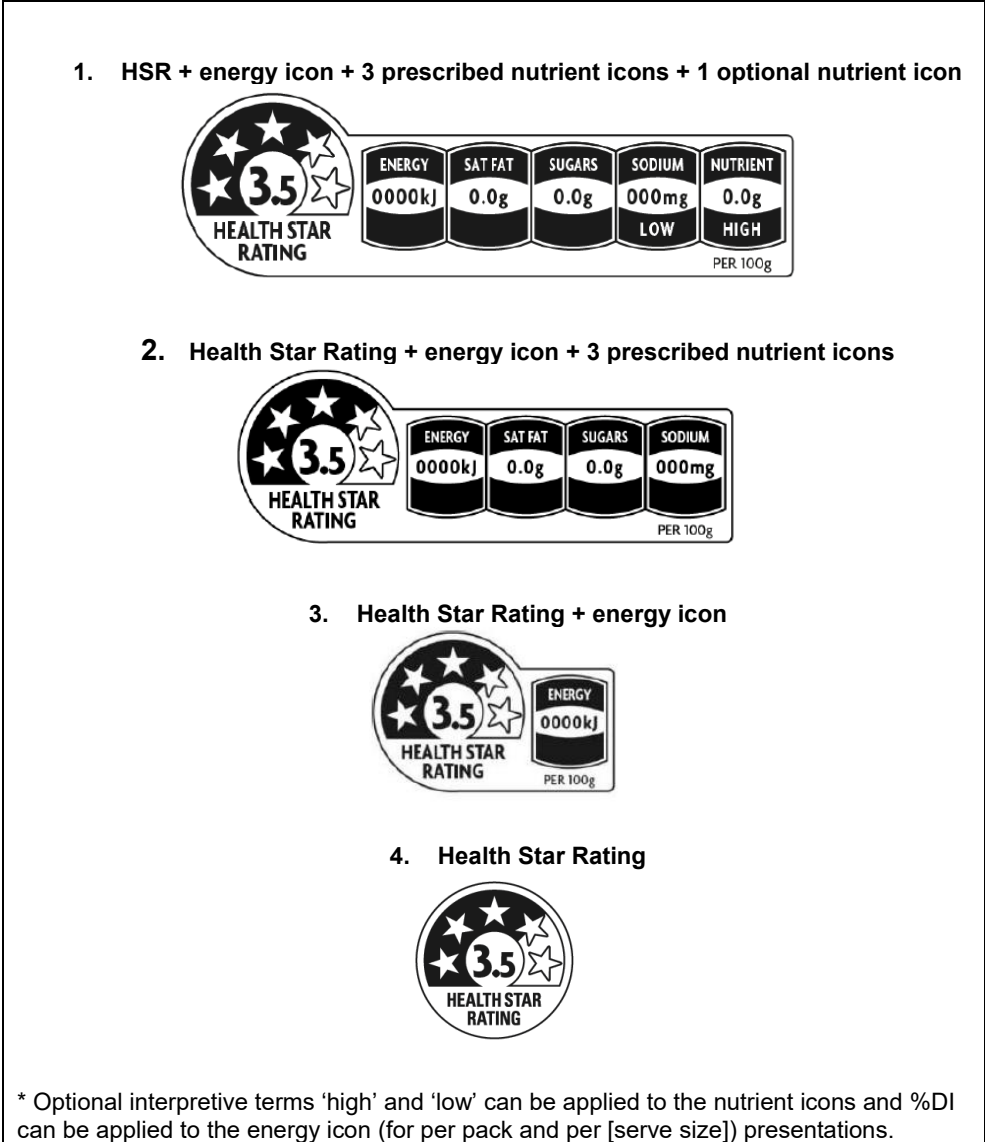 1. HSR + energy icon + 3 prescribed nutrient icons + 1 optional nutrient icon
ENERGY SAT FAT SUGARS SODIUM NUTRIENT
3.5 0000kJ 0.0g 0.0g 000mg 0.0g
HEALTH STAR LOW HIGH
RATING
PER 100g
2. Health Star Rating + energy icon + 3 prescribed nutrient icons
ENERGY SAT FAT SUGARS SODIUM
3.5 0000kJ 0.0g 0.0g 000mg
HEALTH STAR
RATING
PER 100g
3. Health Star Rating + energy icon
ENERGY
3.5 0000kJ
HEALTH STAR
RATING
PER 100g
4. Health Star Rating
3.5
HEALTH STAR
RATING
* Optional interpretive terms ‘high’ and ‘low’ can be applied to the nutrient icons and %DI
can be applied to the energy icon (for per pack and per [serve size]) presentations.